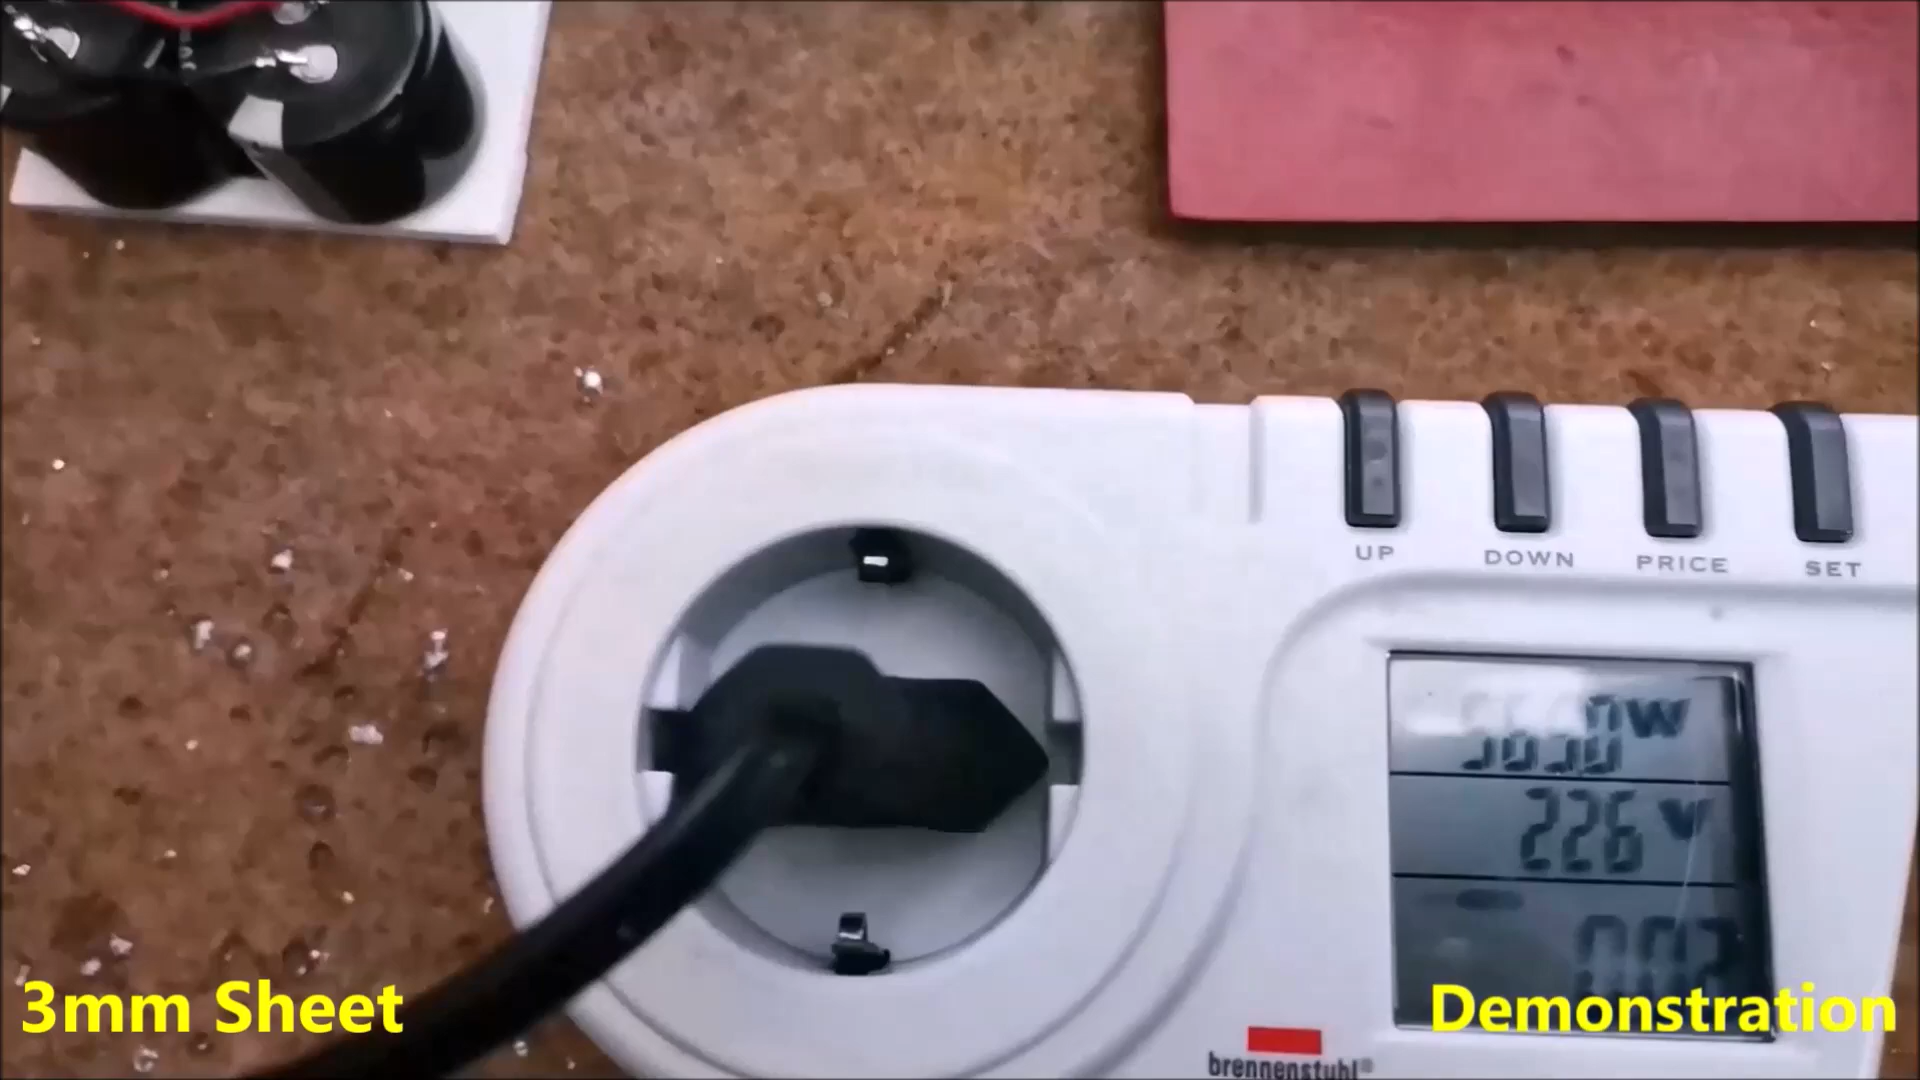 UP DOWN PRICE SET
W
226 V
brennenstuhl®
3mm Sheet
Demonstration